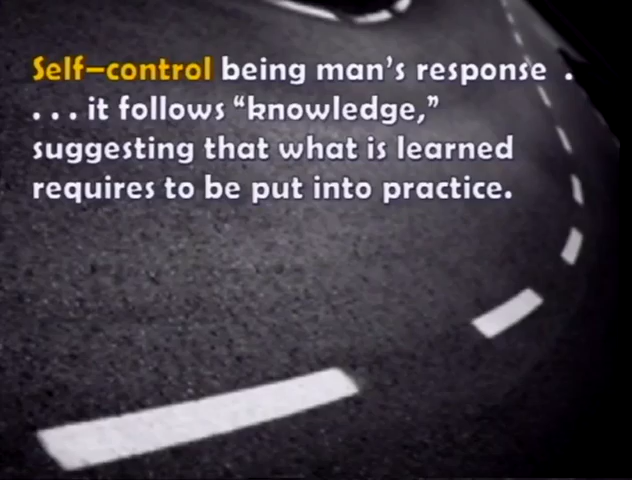 Self–control being man’s response .
. . . it follows “knowledge,”
suggesting that what is learned
requires to be put into practice.